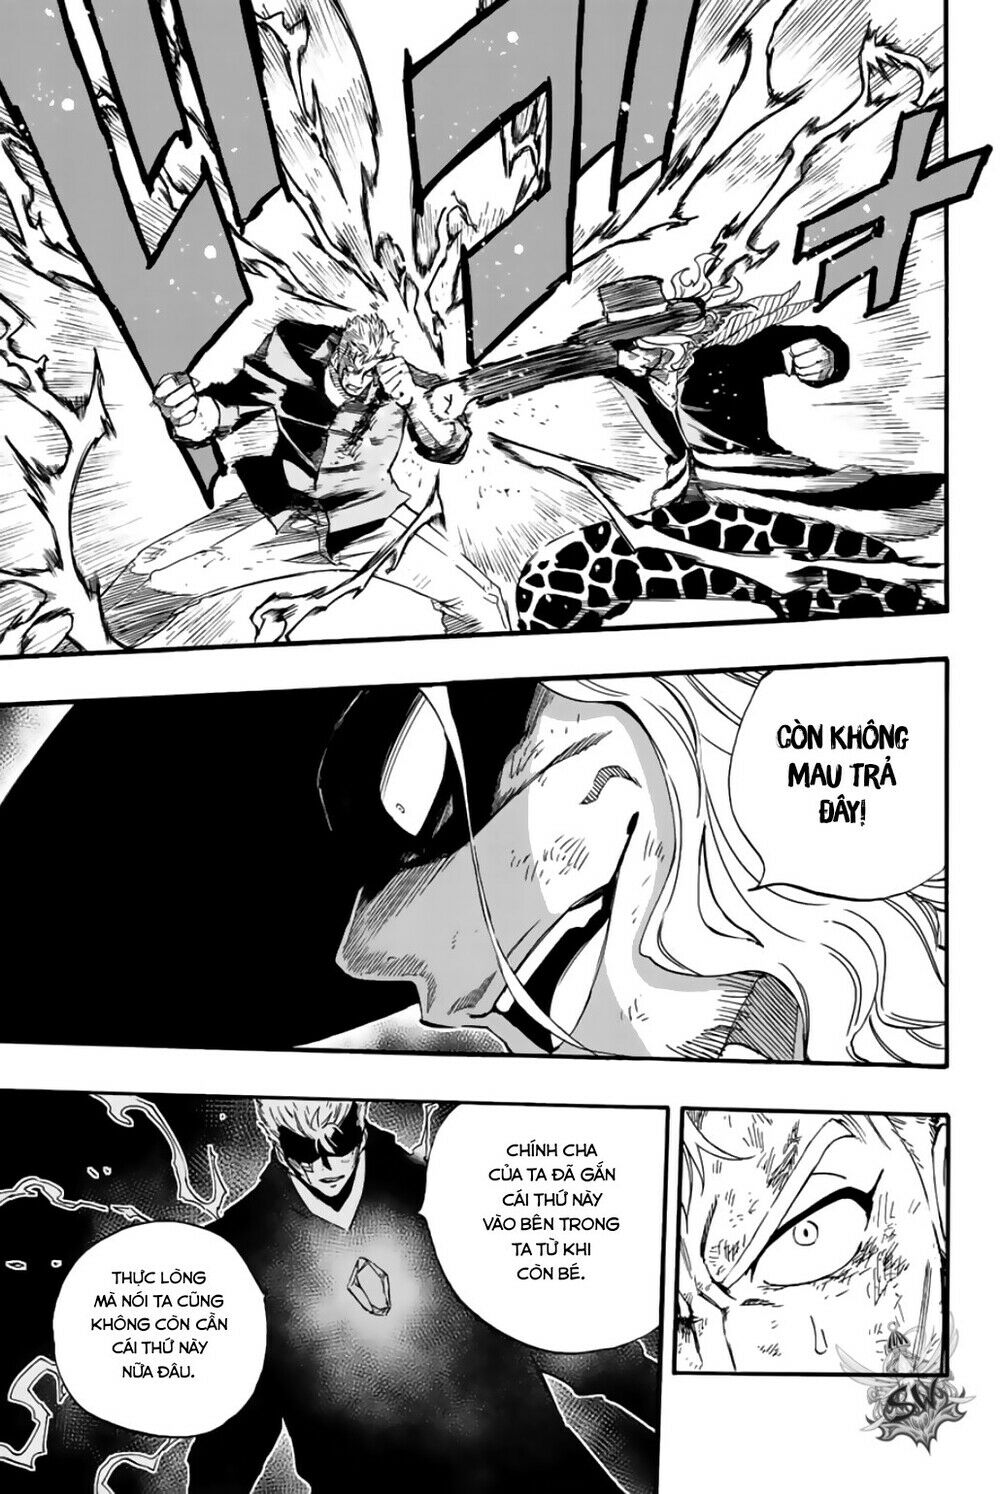 CÒN KHÔNG
MAU TRẢ
ĐÂY!
CHÍNH CHA
CỦA TA ĐÃ GẮN
CÁI THỨ NÀY
VÀO BÊN TRONG
TA TỪ KHI
CÒN BÉ.
THỰC LÒNG
MÀ NÓI TA CŨNG
KHÔNG CÒN CẦN
CÁI THỨ NÀY
NỮA ĐÂU.
SW